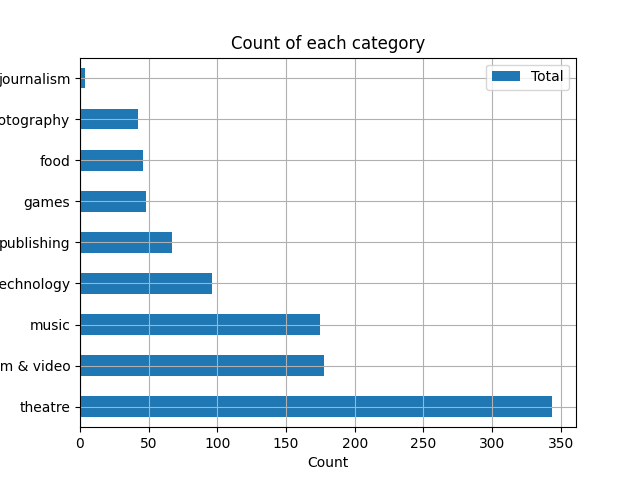 Count of each category
Total
journalism
otography
food
games
publishing
echnology
music
m & video
theatre
0 50 100 150 200 250 300 350
Count